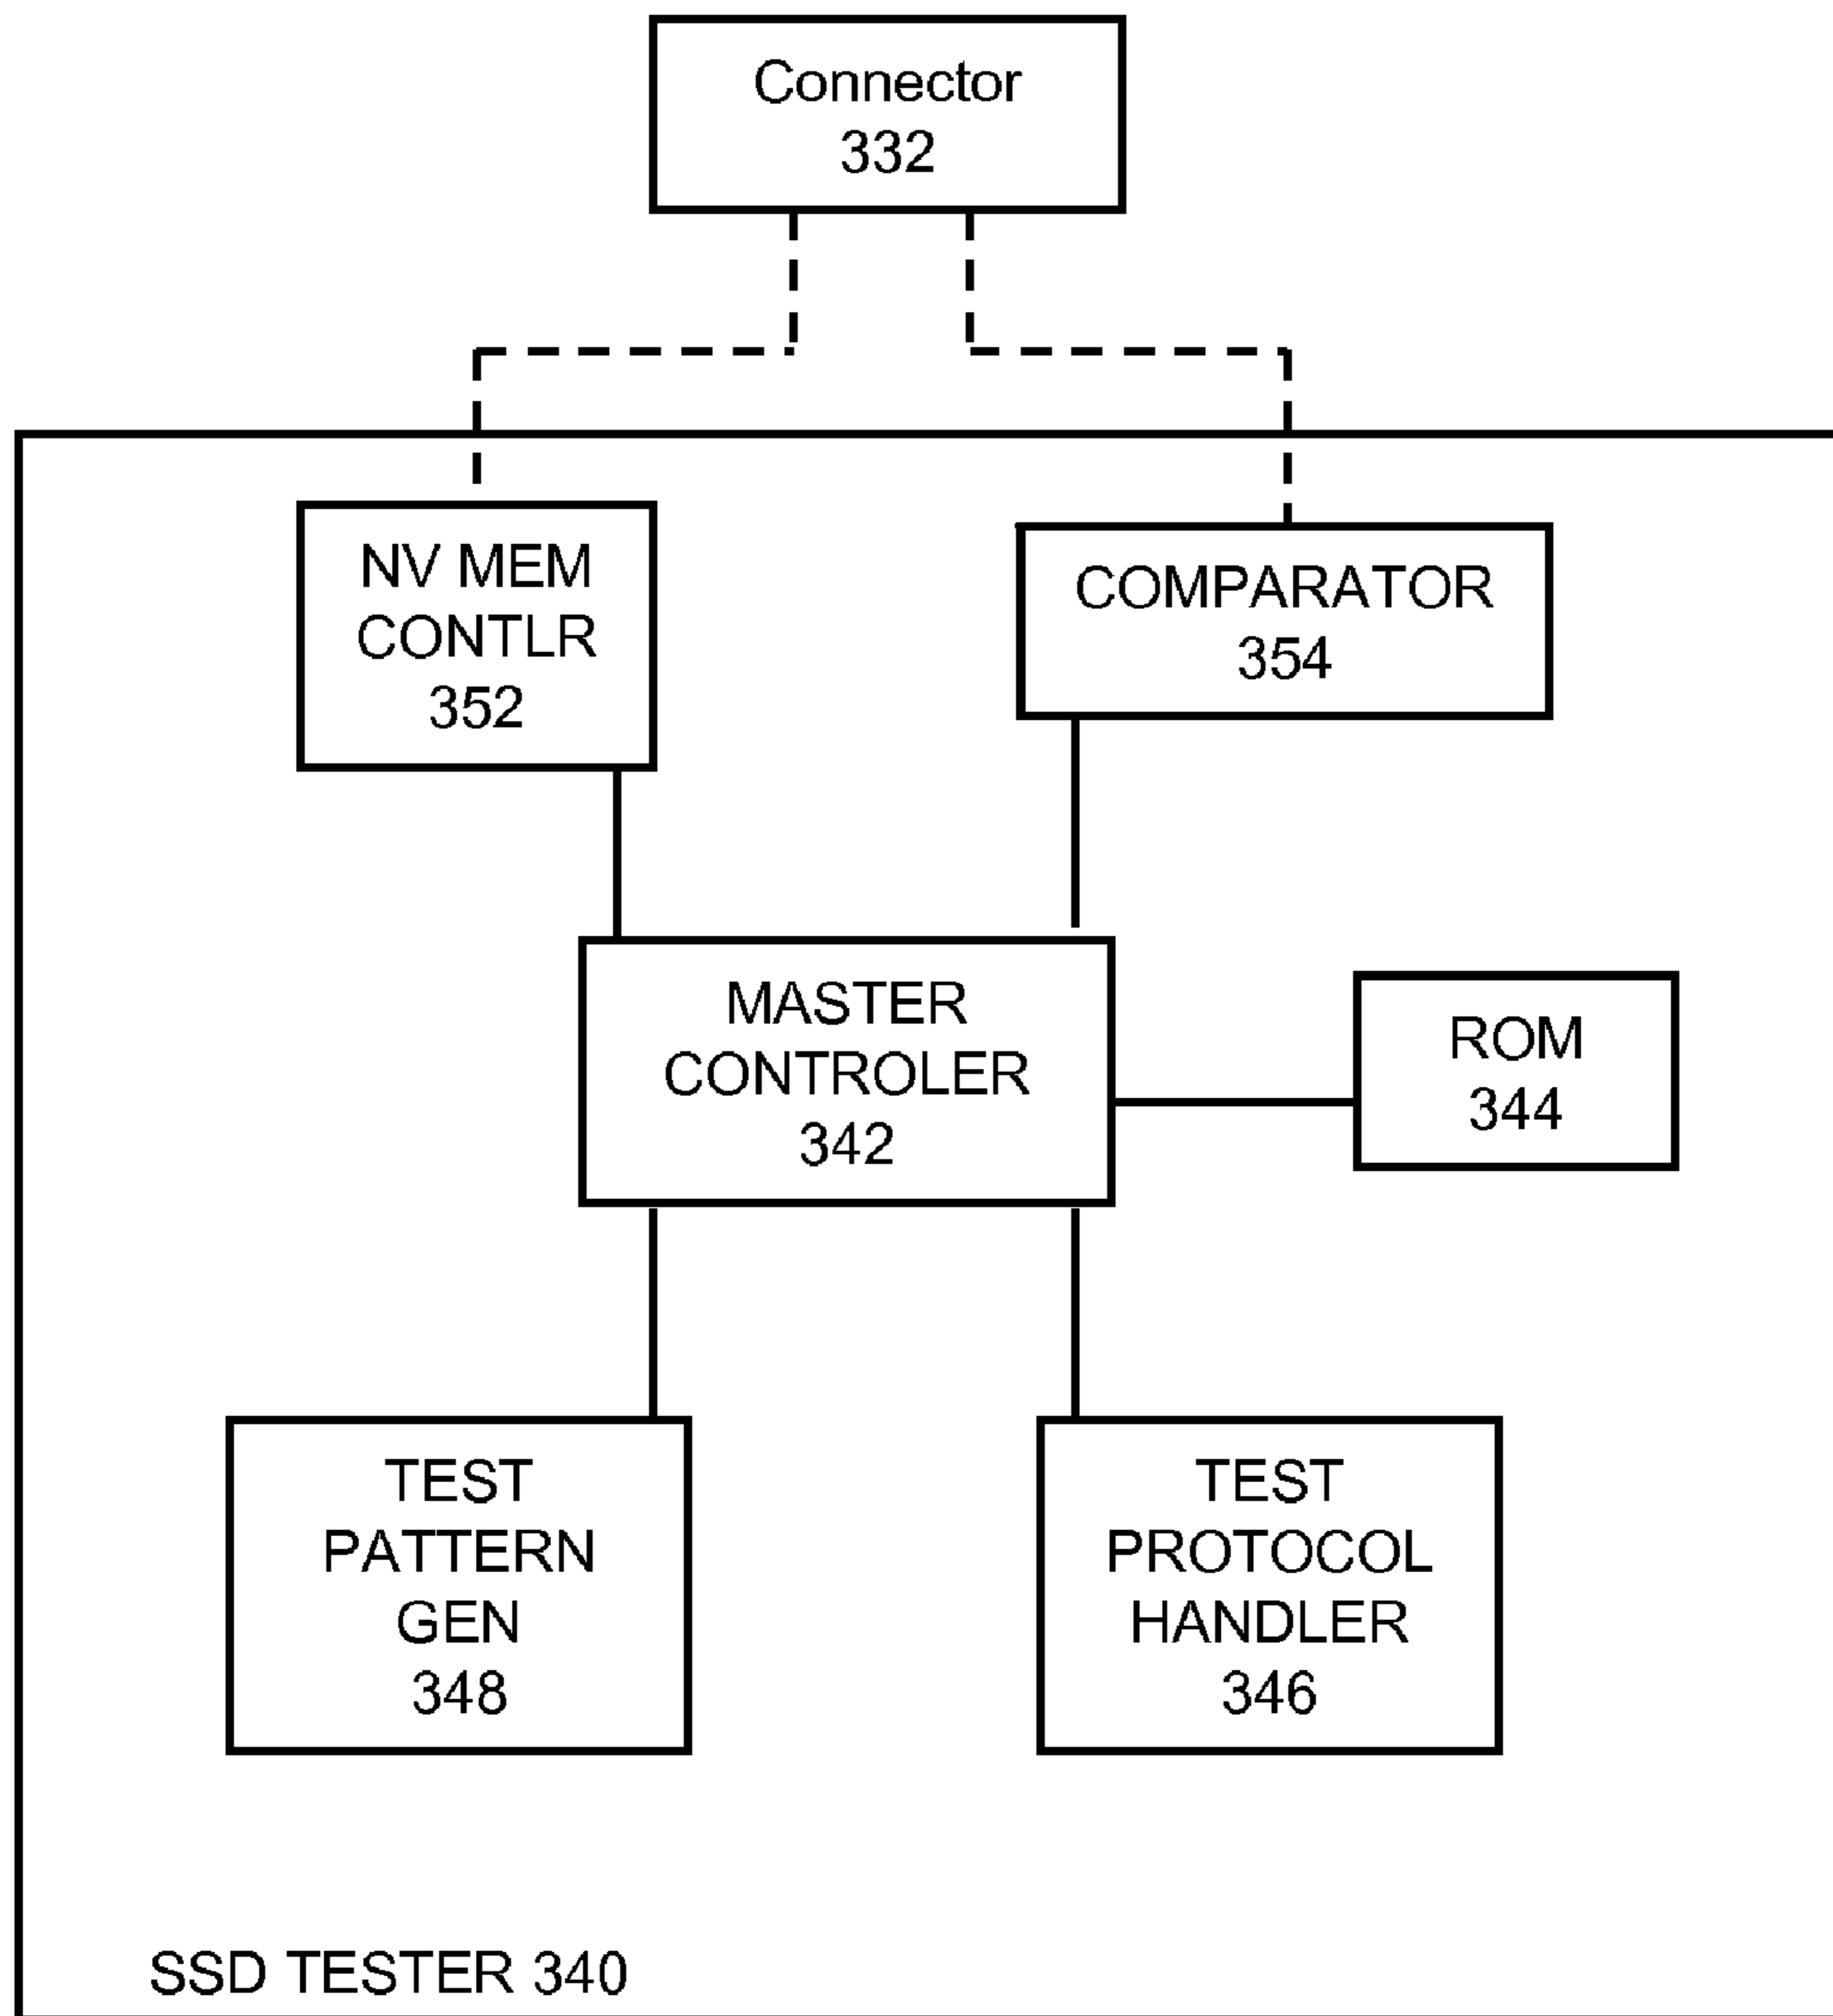 Connector
332
NV MEM
CONTLR
352
COMPARATOR
354
MASTER
CONTROLER
342
ROM
344
TEST
PATTERN
GEN
348
TEST
PROTOCOL
HANDLER
346
SSD TESTER 340